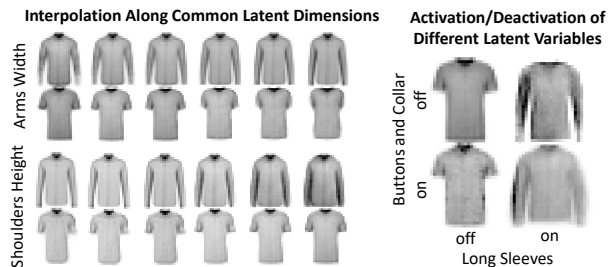 Interpolation Along Common Latent Dimensions
Arms Width
Shoulders Height
Activation/Deactivation of
Different Latent Variables
Buttons and Collar
off
on
off
on
Long Sleeves